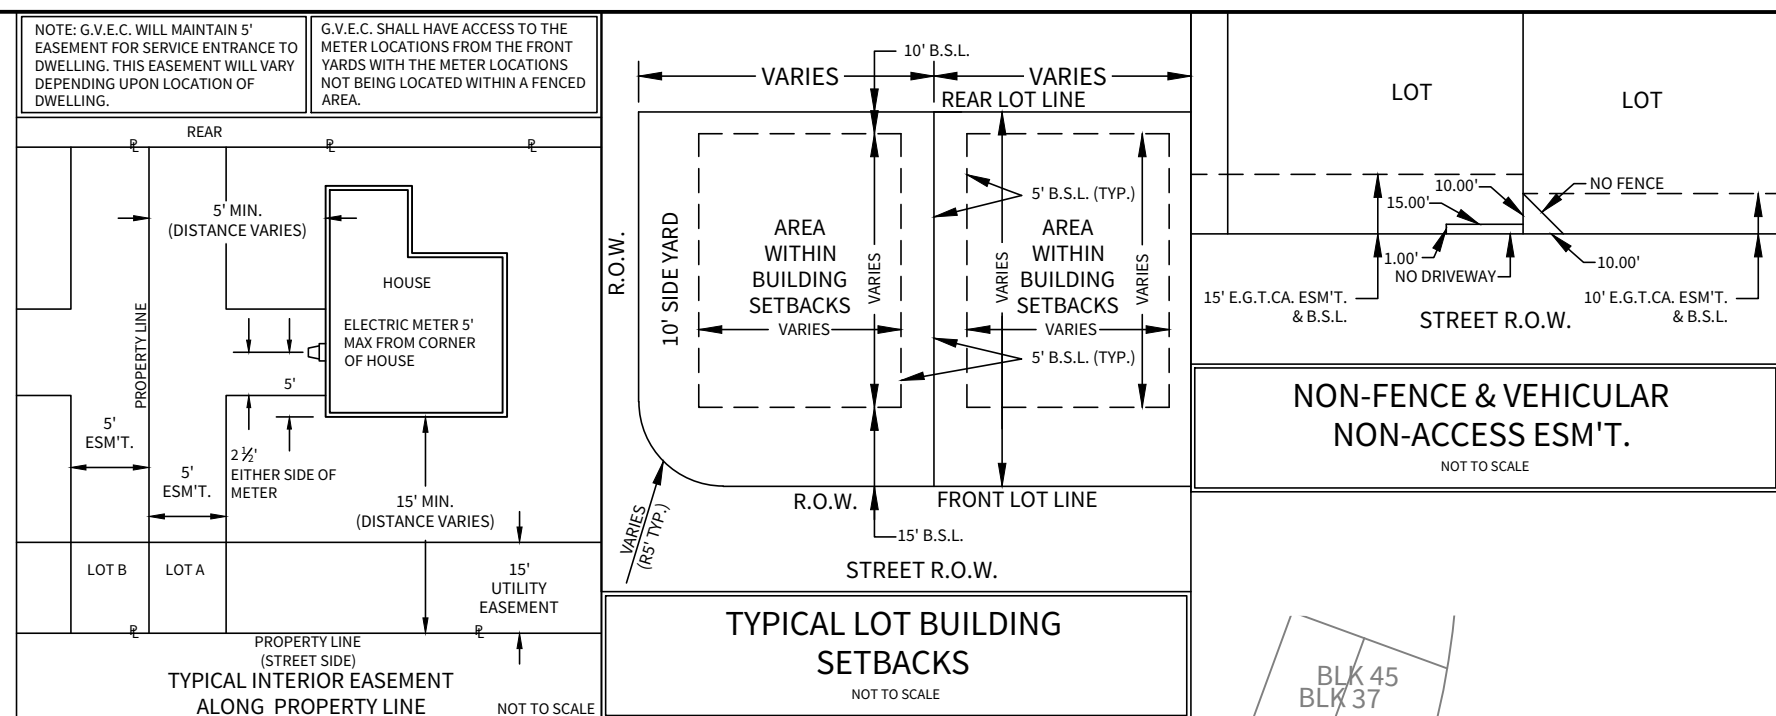 NOTE: G.V.E.C. WILL MAINTAIN 5'
EASEMENT FOR SERVICE ENTRANCE TO
DWELLING. THIS EASEMENT WILL VARY
DEPENDING UPON LOCATION OF
DWELLING.
G.V.E.C. SHALL HAVE ACCESS TO THE
METER LOCATIONS FROM THE FRONT
YARDS WITH THE METER LOCATIONS
NOT BEING LOCATED WITHIN A FENCED
AREA.
REAR
PL
PL
PL
5' MIN.
(DISTANCE VARIES)
HOUSE
ELECTRIC METER 5'
MAX FROM CORNER
OF HOUSE
PROPERTY LINE
5'
5'
ESM'T.
2 ½'
EITHER SIDE OF
METER
5'
ESM'T.
15' MIN.
(DISTANCE VARIES)
LOT B
LOT A
15'
UTILITY
EASEMENT
PL
PL
PROPERTY LINE
(STREET SIDE)
TYPICAL INTERIOR EASEMENT
ALONG PROPERTY LINE
NOT TO SCALE
10' B.S.L.
VARIES
VARIES
REAR LOT LINE
R.O.W.
10' SIDE YARD
AREA
WITHIN
BUILDING
SETBACKS
VARIES
VARIES
5' B.S.L. (TYP.)
VARIES
AREA
WITHIN
BUILDING
SETBACKS
VARIES
VARIES
5' B.S.L. (TYP.)
R.O.W.
FRONT LOT LINE
VARIES
(R5' TYP.)
15' B.S.L.
STREET R.O.W.
TYPICAL LOT BUILDING
SETBACKS
NOT TO SCALE
LOT
LOT
10.00'
NO FENCE
15.00'
1.00'
NO DRIVEWAY
10.00'
15' E.G.T.CA. ESM'T.
& B.S.L.
10' E.G.T.CA. ESM'T.
& B.S.L.
STREET R.O.W.
NON-FENCE & VEHICULAR
NON-ACCESS ESM'T.
NOT TO SCALE
BLK 45
BLK 37